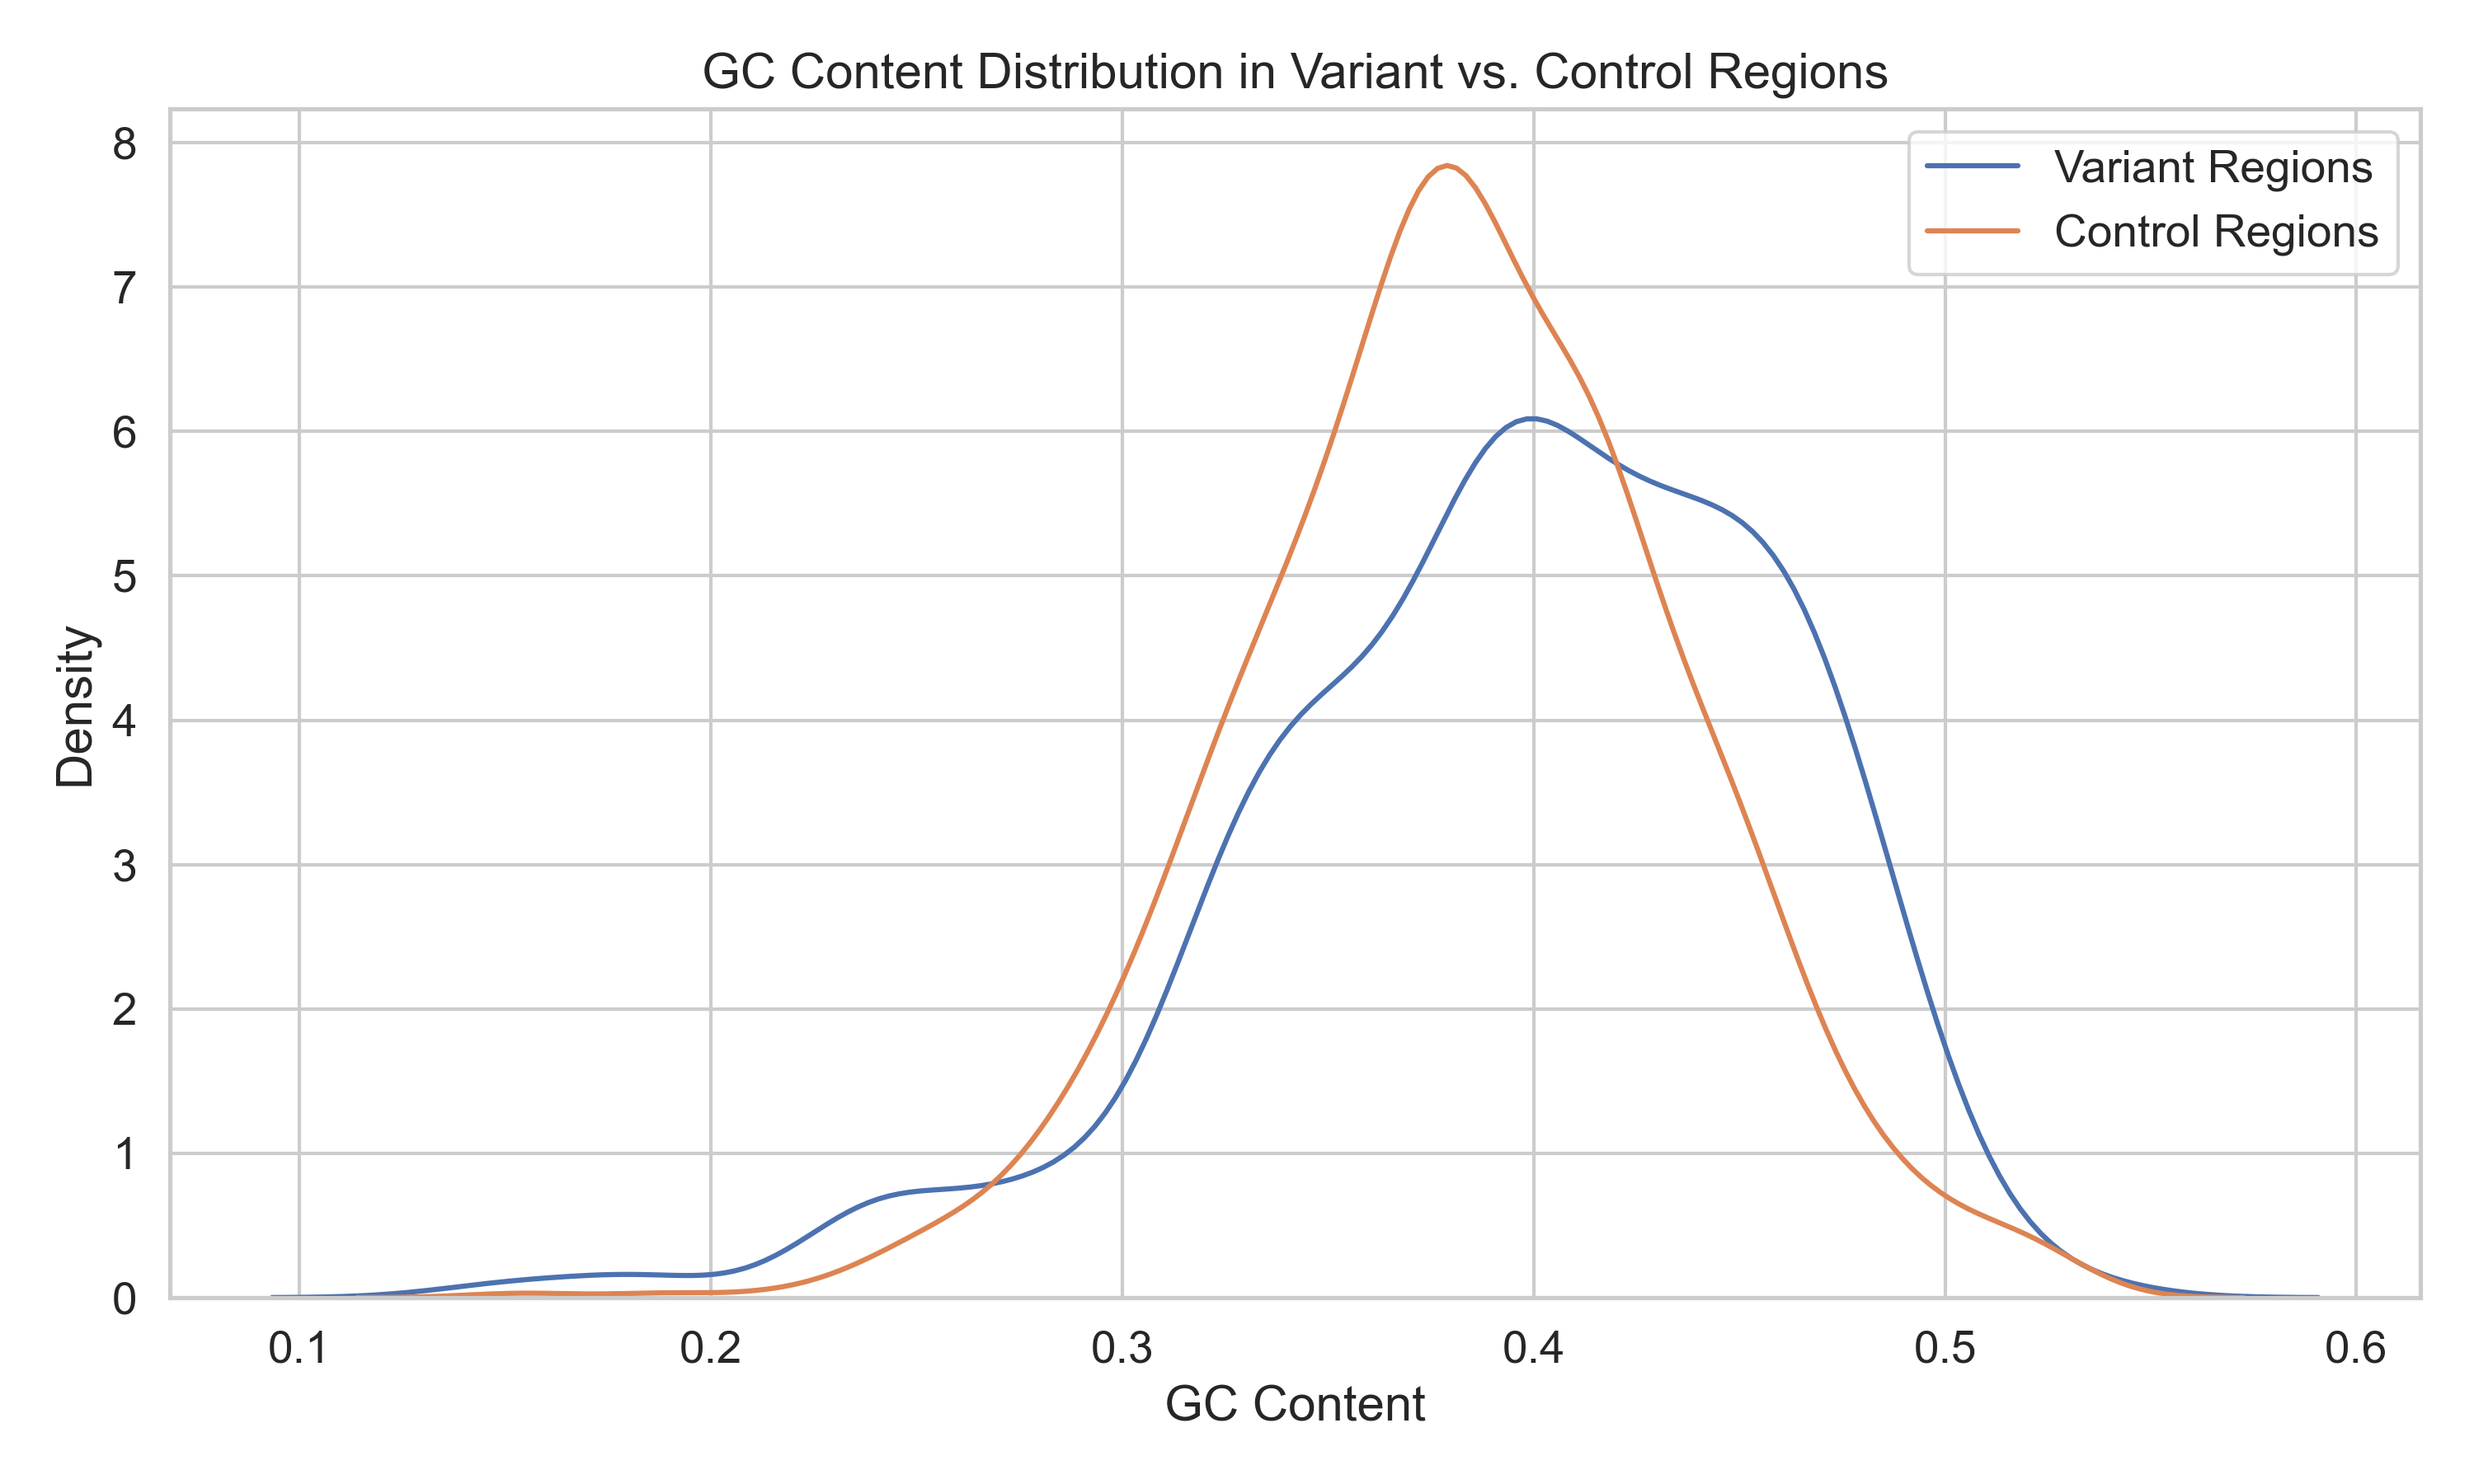 GC Content Distribution in Variant vs. Control Regions
Variant Regions
Control Regions
Density
8
7
6
5
4
3
2
1
0
0.1 0.2 0.3 0.4 0.5 0.6
GC Content